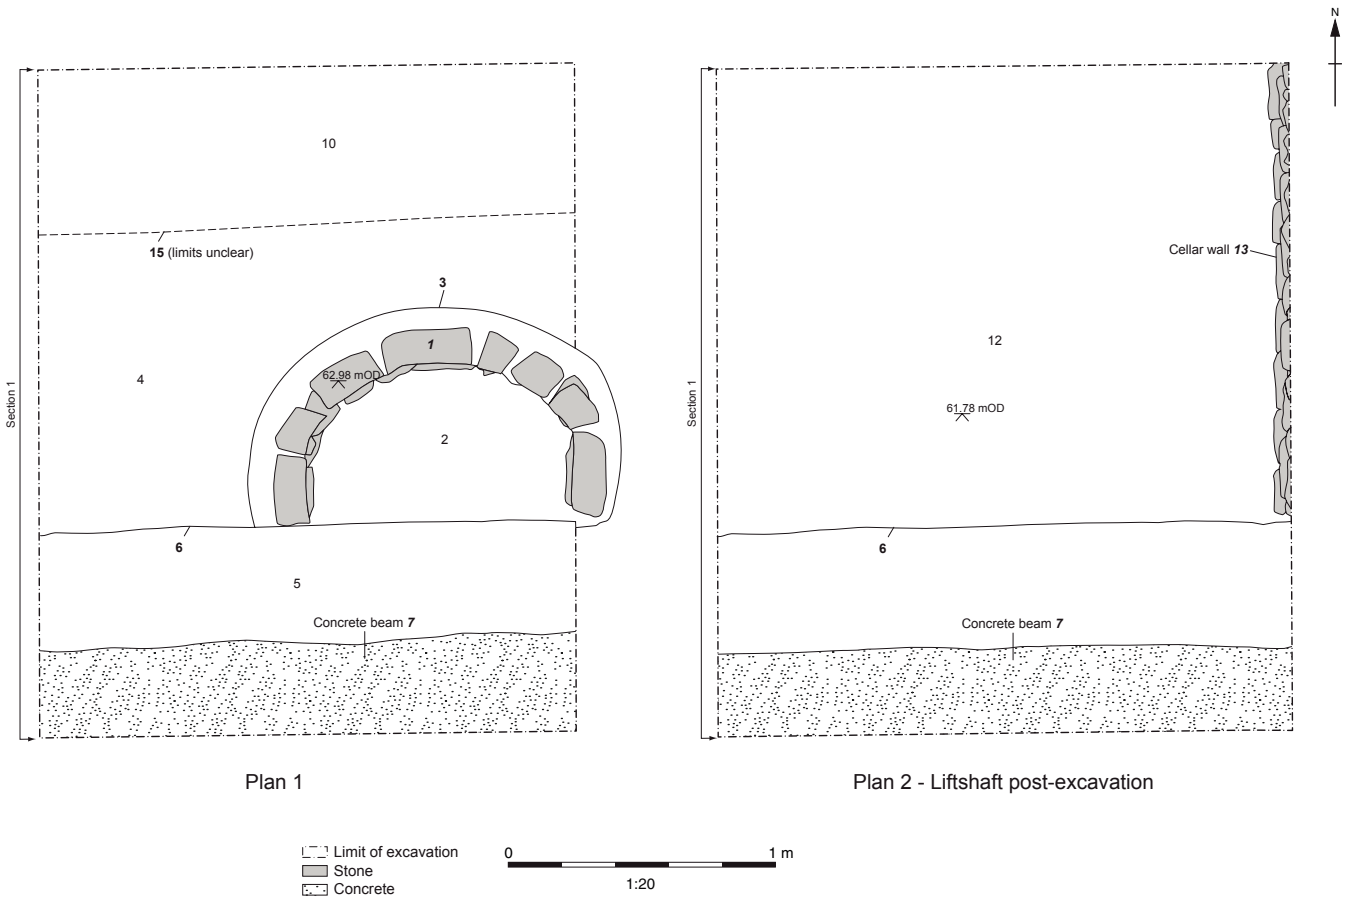 N
10
15 (limits unclear)
3
1
62.98 mOD
4
2
Section 1
6
5
Concrete beam 7
Plan 1
Cellar wall 13
12
61.78 mOD
Section 1
6
Concrete beam 7
Plan 2 - Liftshaft post-excavation
Limit of excavation
Stone
Concrete
0 1 m
1:20